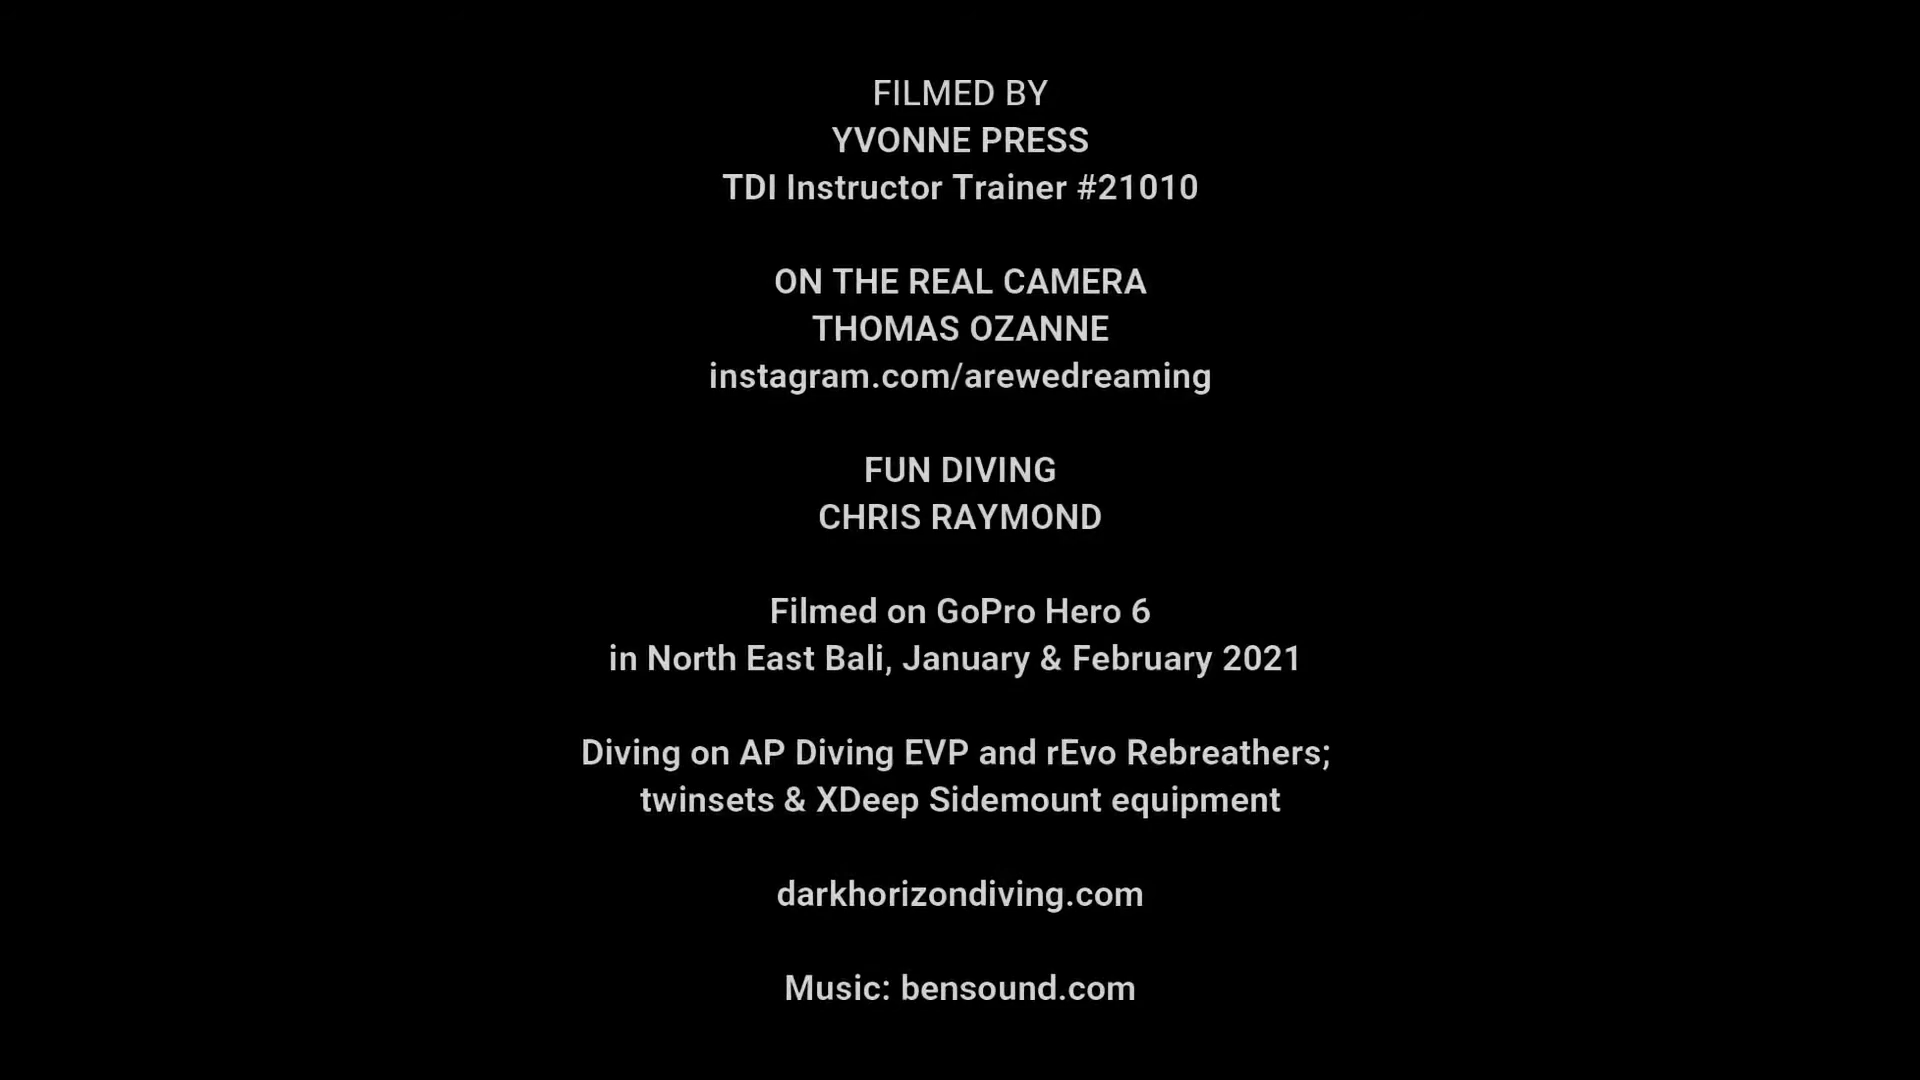 FILMED BY
YVONNE PRESS
TDI Instructor Trainer #21010
ON THE REAL CAMERA
THOMAS OZANNE
instagram.com/arewedreaming
FUN DIVING
CHRIS RAYMOND
Filmed on GoPro Hero 6
in North East Bali, January & February 2021
Diving on AP Diving EVP and rEvo Rebreathers;
twinsets & XDeep Sidemount equipment
darkhorizondiving.com
Music: bensound.com